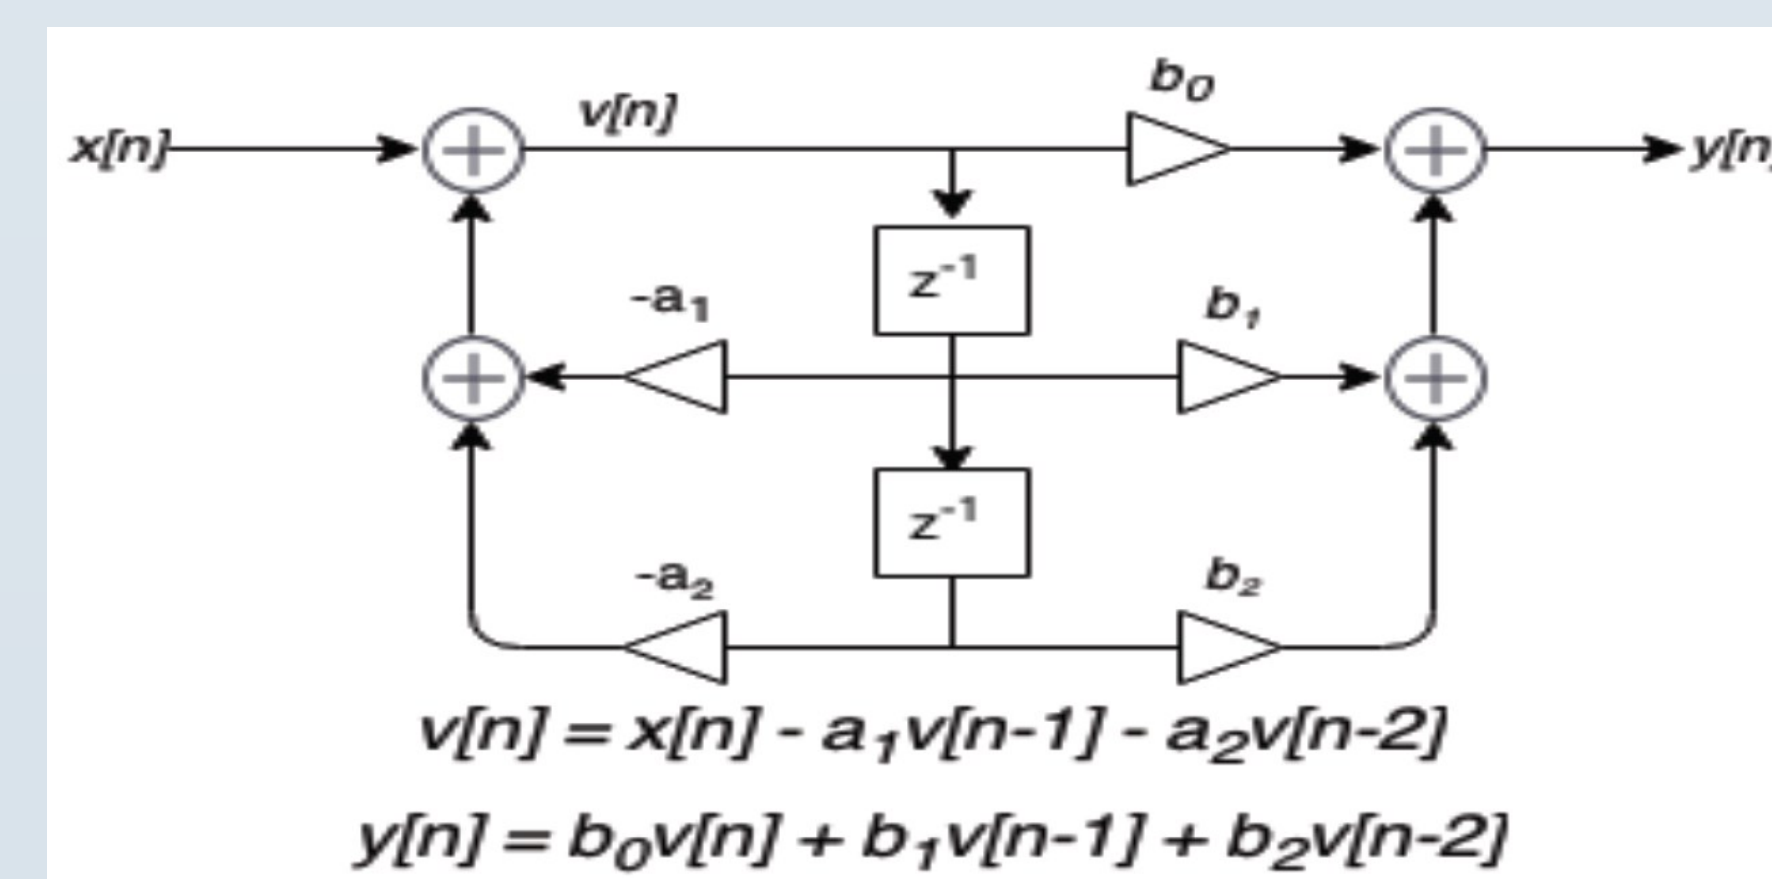 b₀
x[n]
v[n]
y[n
z⁻¹
-a₁
b₁
z⁻¹
-a₂
b₂
v[n] = x[n] - a₁v[n-1] - a₂v[n-2]
y[n] = b₀v[n] + b₁v[n-1] + b₂v[n-2]